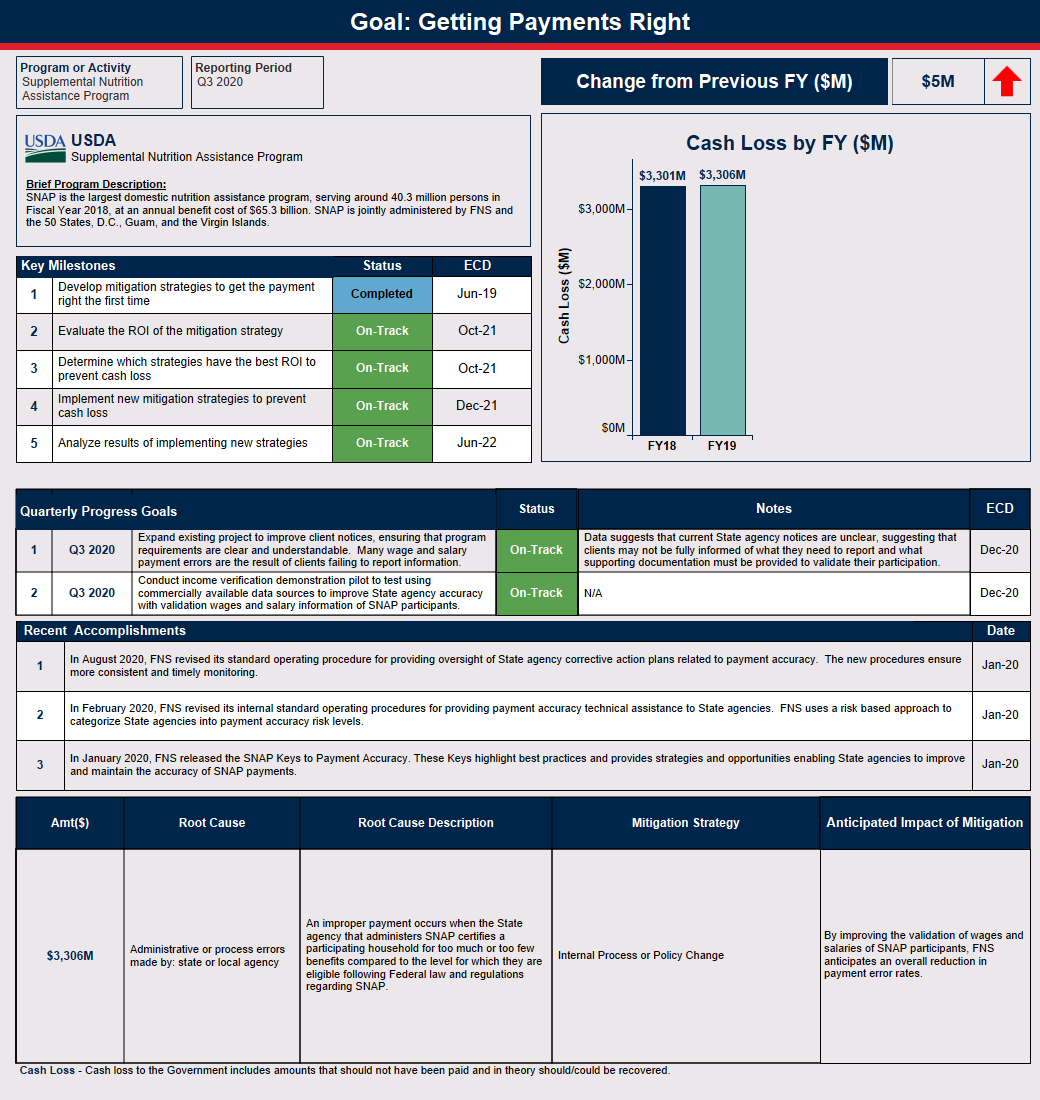 Goal: Getting Payments Right
Program or Activity
Supplemental Nutrition
Assistance Program
Reporting Period
Q3 2020
Change from Previous FY ($M)
$5M
USDA
USDA
Supplemental Nutrition Assistance Program
Brief Program Description:
SNAP is the largest domestic nutrition assistance program, serving around 40.3 million persons in
Fiscal Year 2018, at an annual benefit cost of $65.3 billion. SNAP is jointly administered by FNS and
the 50 States, D.C., Guam, and the Virgin Islands.
Cash Loss by FY ($M)
$3,301M
$3,306M
$3,000M
$2,000M
$1,000M
$0M
Cash Loss ($M)
FY18
FY19
Key Milestones
Status
ECD
1
Develop mitigation strategies to get the payment
right the first time
Completed
Jun-19
2
Evaluate the ROI of the mitigation strategy
On-Track
Oct-21
3
Determine which strategies have the best ROI to
prevent cash loss
On-Track
Oct-21
4
Implement new mitigation strategies to prevent
cash loss
On-Track
Dec-21
5
Analyze results of implementing new strategies
On-Track
Jun-22
Quarterly Progress Goals
Status
Notes
ECD
1
Q3 2020
Expand existing project to improve client notices, ensuring that program
requirements are clear and understandable.  Many wage and salary
payment errors are the result of clients failing to report information.
On-Track
Data suggests that current State agency notices are unclear, suggesting that
clients may not be fully informed of what they need to report and what
supporting documentation must be provided to validate their participation.
Dec-20
2
Q3 2020
Conduct income verification demonstration pilot to test using
commercially available data sources to improve State agency accuracy
with validation wages and salary information of SNAP participants.
On-Track
N/A
Dec-20
Recent  Accomplishments
Date
1
In August 2020, FNS revised its standard operating procedure for providing oversight of State agency corrective action plans related to payment accuracy.  The new procedures ensure
more consistent and timely monitoring.
Jan-20
2
In February 2020, FNS revised its internal standard operating procedures for providing payment accuracy technical assistance to State agencies.  FNS uses a risk based approach to
categorize State agencies into payment accuracy risk levels.
Jan-20
3
In January 2020, FNS released the SNAP Keys to Payment Accuracy. These Keys highlight best practices and provides strategies and opportunities enabling State agencies to improve
and maintain the accuracy of SNAP payments.
Jan-20
Amt($)
Root Cause
Root Cause Description
Mitigation Strategy
Anticipated Impact of Mitigation
$3,306M
Administrative or process errors
made by: state or local agency
An improper payment occurs when the State
agency that administers SNAP certifies a
participating household for too much or too few
benefits compared to the level for which they are
eligible following Federal law and regulations
regarding SNAP.
Internal Process or Policy Change
By improving the validation of wages and
salaries of SNAP participants, FNS
anticipates an overall reduction in
payment error rates.
Cash Loss - Cash loss to the Government includes amounts that should not have been paid and in theory should/could be recovered.